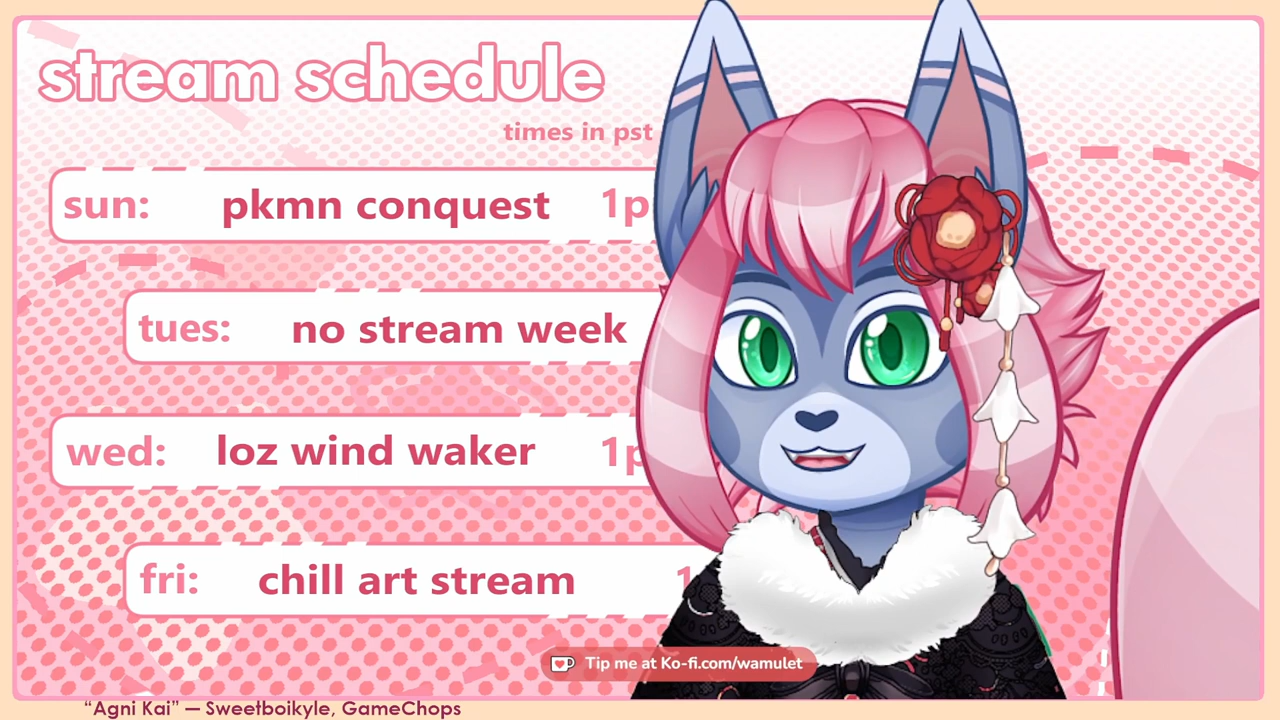 stream schedule
times in pst
sun: pkmn conquest 1p
tues: no stream week
wed: loz wind waker 1p
fri: chill art stream 1
Tip me at Ko-fi.com/wamulet
“Agni Kai” — Sweetboikyle, GameChops